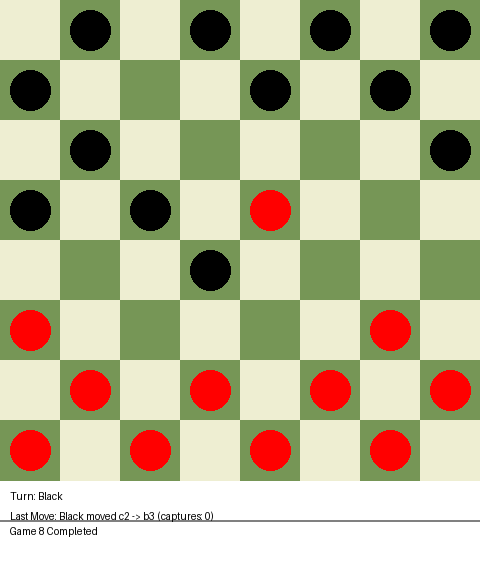 Turn: Black
Last Move: Black moved c2 -> b3 (captures: 0)
Game 8 Completed